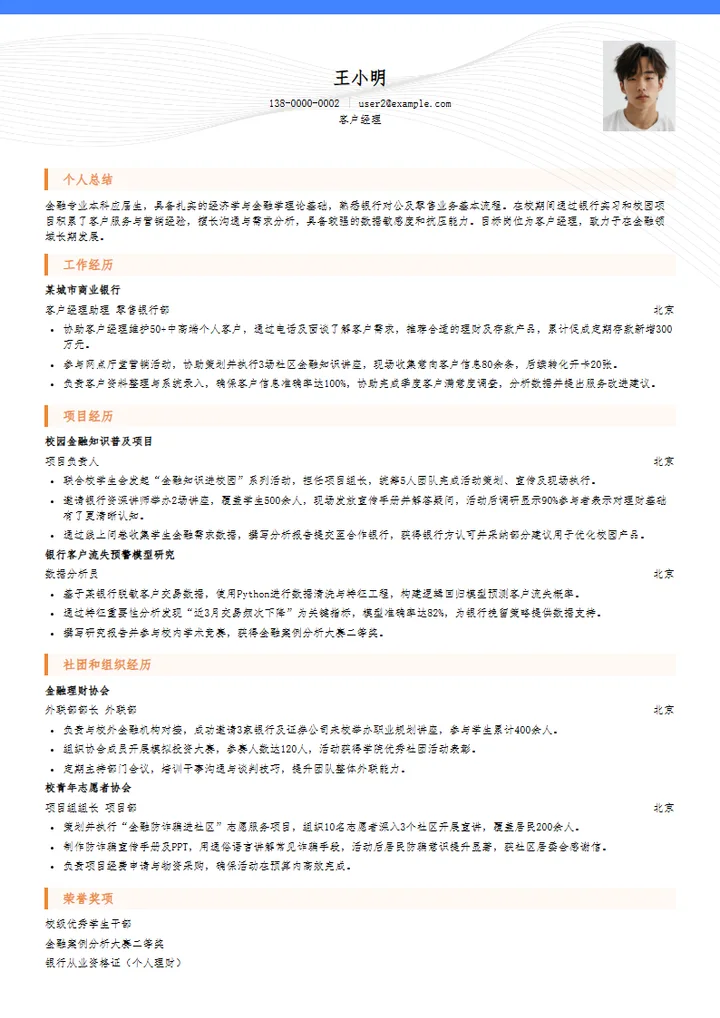 王小明
138-0000-0002 | user2@example.com
客户经理
个人总结
金融专业本科应届生，具备扎实的经济学与金融学理论基础，熟悉银行对公及零售业务基本流程。在校期间通过银行实习和校园项
目积累了客户服务与营销经验，擅长沟通与需求分析，具备较强的数据敏感度和抗压能力。目标岗位为客户经理，致力于在金融领
域长期发展。
工作经历
某城市商业银行
客户经理助理 零售银行部 北京
• 协助客户经理维护50+中高端个人客户，通过电话及面谈了解客户需求，推荐合适的理财及存款产品，累计促成定期存款新增300
万元。
• 参与网点厅堂营销活动，协助策划并执行3场社区金融知识讲座，现场收集意向客户信息80余条，后续转化开卡20张。
• 负责客户资料整理与系统录入，确保客户信息准确率达100%，协助完成季度客户满意度调查，分析数据并提出服务改进建议。
项目经历
校园金融知识普及项目
项目负责人 北京
• 联合校学生会发起“金融知识进校园”系列活动，担任项目组长，统筹5人团队完成活动策划、宣传及现场执行。
• 邀请银行资深讲师举办2场讲座，覆盖学生500余人，现场发放宣传手册并解答疑问，活动后调研显示90%参与者表示对理财基础
有了更清晰认知。
• 通过线上问卷收集学生金融需求数据，撰写分析报告提交至合作银行，获得银行方认可并采纳部分建议用于优化校园产品。
银行客户流失预警模型研究
数据分析员 北京
• 基于某银行脱敏客户交易数据，使用Python进行数据清洗与特征工程，构建逻辑回归模型预测客户流失概率。
• 通过特征重要性分析发现“近3月交易频次下降”为关键指标，模型准确率达82%，为银行挽留策略提供数据支持。
• 撰写研究报告并参与校内学术竞赛，获得金融案例分析大赛二等奖。
社团和组织经历
金融理财协会
外联部部长 外联部 北京
• 负责与校外金融机构对接，成功邀请3家银行及证券公司来校举办职业规划讲座，参与学生累计400余人。
• 组织协会成员开展模拟投资大赛，参赛人数达120人，活动获得学院优秀社团活动表彰。
• 定期主持部门会议，培训干事沟通与谈判技巧，提升团队整体外联能力。
校青年志愿者协会
项目组组长 项目部 北京
• 策划并执行“金融防诈骗进社区”志愿服务项目，组织10名志愿者深入3个社区开展宣讲，覆盖居民200余人。
• 制作防诈骗宣传手册及PPT，用通俗语言讲解常见诈骗手段，活动后居民防骗意识提升显著，获社区居委会感谢信。
• 负责项目经费申请与物资采购，确保活动在预算内高效完成。
荣誉奖项
校级优秀学生干部
金融案例分析大赛二等奖
银行从业资格证（个人理财）